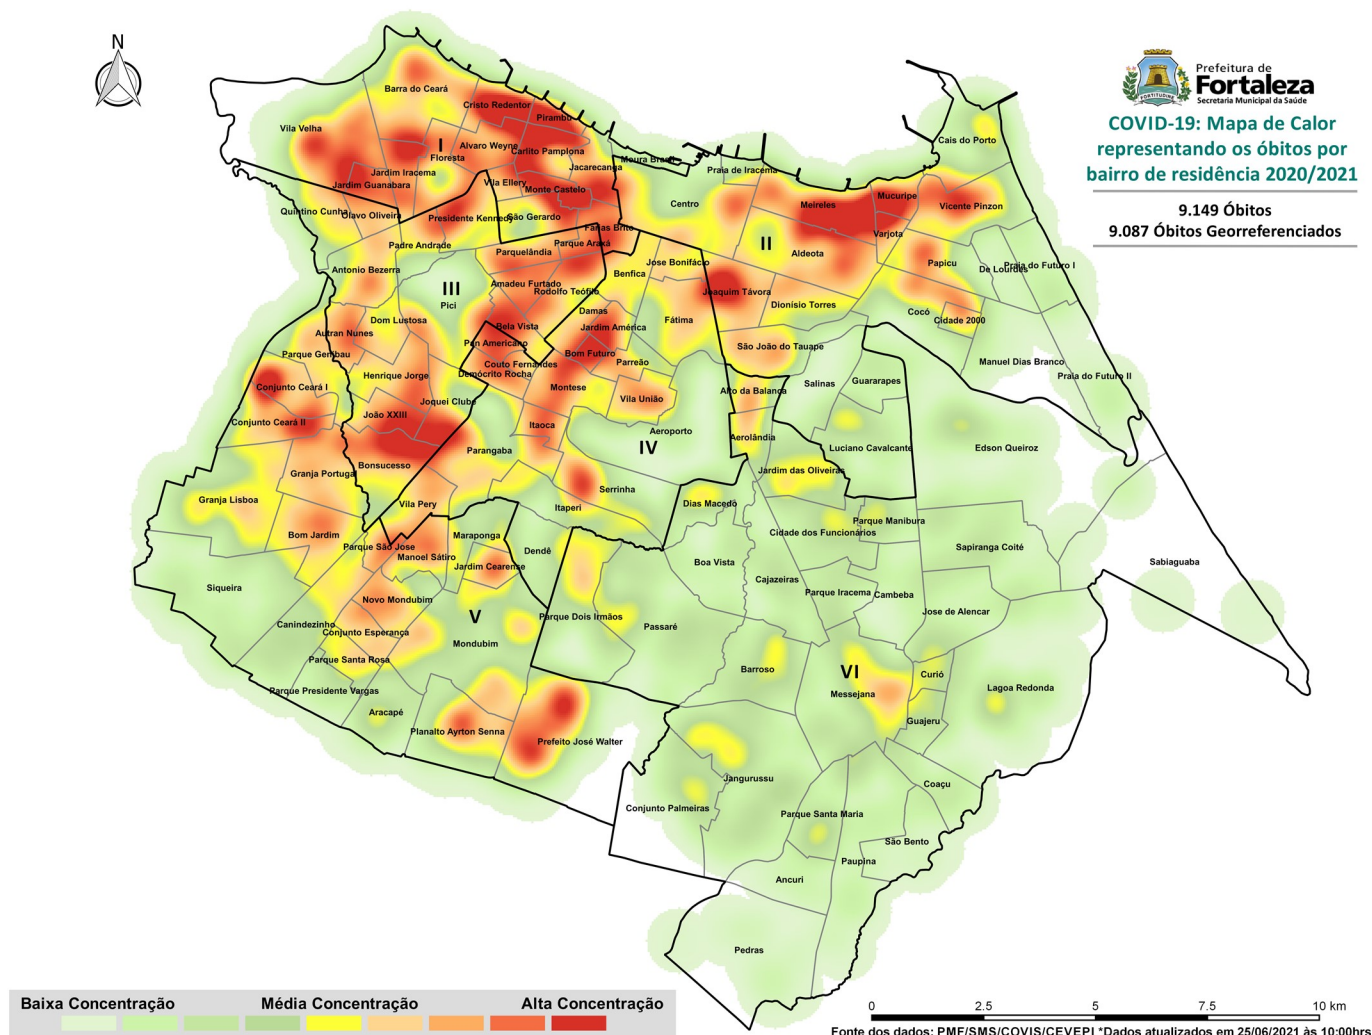 N
Prefeitura de
Fortaleza
Secretaria Municipal da Saúde
FORTITUDINE
COVID-19: Mapa de Calor
representando os óbitos por
bairro de residência 2020/2021
9.149 Óbitos
9.087 Óbitos Georreferenciados
Barra do Ceará
Cristo Redentor
Pirambu
Vila Velha
I
Alvaro Weyne
Carlito Pamplona
Floresta
Jacarecanga
Moura Brasil
Praia de Iracema
Cais do Porto
Jardim Iracema
Jardim Guanabara
Vila Ellery
Monte Castelo
Centro
Meireles
Mucuripe
Vicente Pinzon
Quintino Cunha
Olavo Oliveira
Presidente Kennedy
São Gerardo
Farias Brito
Varjota
Padre Andrade
Parque Araxá
Parquelândia
II
Aldeota
Jose Bonifácio
Papicu
De Lourdes
Praia do Futuro I
Antonio Bezerra
Benfica
III
Pici
Amadeu Furtado
Rodolfo Teófilo
Joaquim Távora
Dionísio Torres
Damas
Cocó
Cidade 2000
Dom Lustosa
Bela Vista
Jardim América
Fátima
Autran Nunes
Pan Americano
São João do Tauape
Parque Genibau
Bom Futuro
Parreão
Manuel Dias Branco
Couto Fernandes
Demócrito Rocha
Praia do Futuro II
Henrique Jorge
Conjunto Ceará I
Montese
Alto da Balança
Salinas
Guararapes
Joquei Clube
Vila União
João XXIII
Conjunto Ceará II
Itaoca
Aeroporto
Aerolândia
IV
Luciano Cavalcante
Edson Queiroz
Parangaba
Bonsucesso
Granja Portugal
Jardim das Oliveiras
Serrinha
Granja Lisboa
Vila Pery
Itaperi
Dias Macedô
Parque Manibura
Bom Jardim
Maraponga
Cidade dos Funcionários
Parque São Jose
Manoel Sátiro
Dendê
Sapiranga Coité
Jardim Cearense
Boa Vista
Sabiaguaba
Siqueira
Cajazeiras
Parque Iracema
Cambeba
Novo Mondubim
Jose de Alencar
V
Parque Dois Irmãos
Canindezinho
Conjunto Esperança
Passaré
Mondubim
Parque Santa Rosa
Barroso
VI
Curió
Parque Presidente Vargas
Messejana
Lagoa Redonda
Aracapé
Guajeru
Planalto Ayrton Senna
Prefeito José Walter
Jangurussu
Coaçu
Conjunto Palmeiras
Parque Santa Maria
São Bento
Paupina
Ancuri
Pedras
Baixa Concentração Média Concentração Alta Concentração
0 2.5 5 7.5 10 km
Fonte dos dados: PMF/SMS/COVIS/CEVEPI *Dados atualizados em 25/06/2021 às 10:00hrs